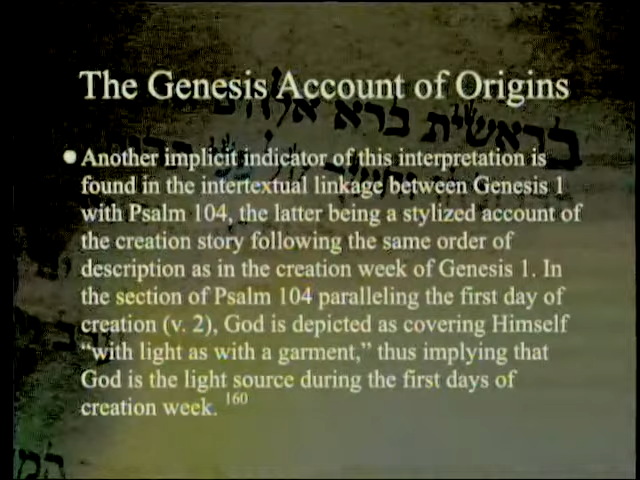 The Genesis Account of Origins
בראשית ברא אלהים
• Another implicit indicator of this interpretation is
found in the intertextual linkage between Genesis 1
with Psalm 104, the latter being a stylized account of
the creation story following the same order of
description as in the creation week of Genesis 1. In
the section of Psalm 104 paralleling the first day of
creation (v. 2), God is depicted as covering Himself
“with light as with a garment,” thus implying that
God is the light source during the first days of
creation week. 160